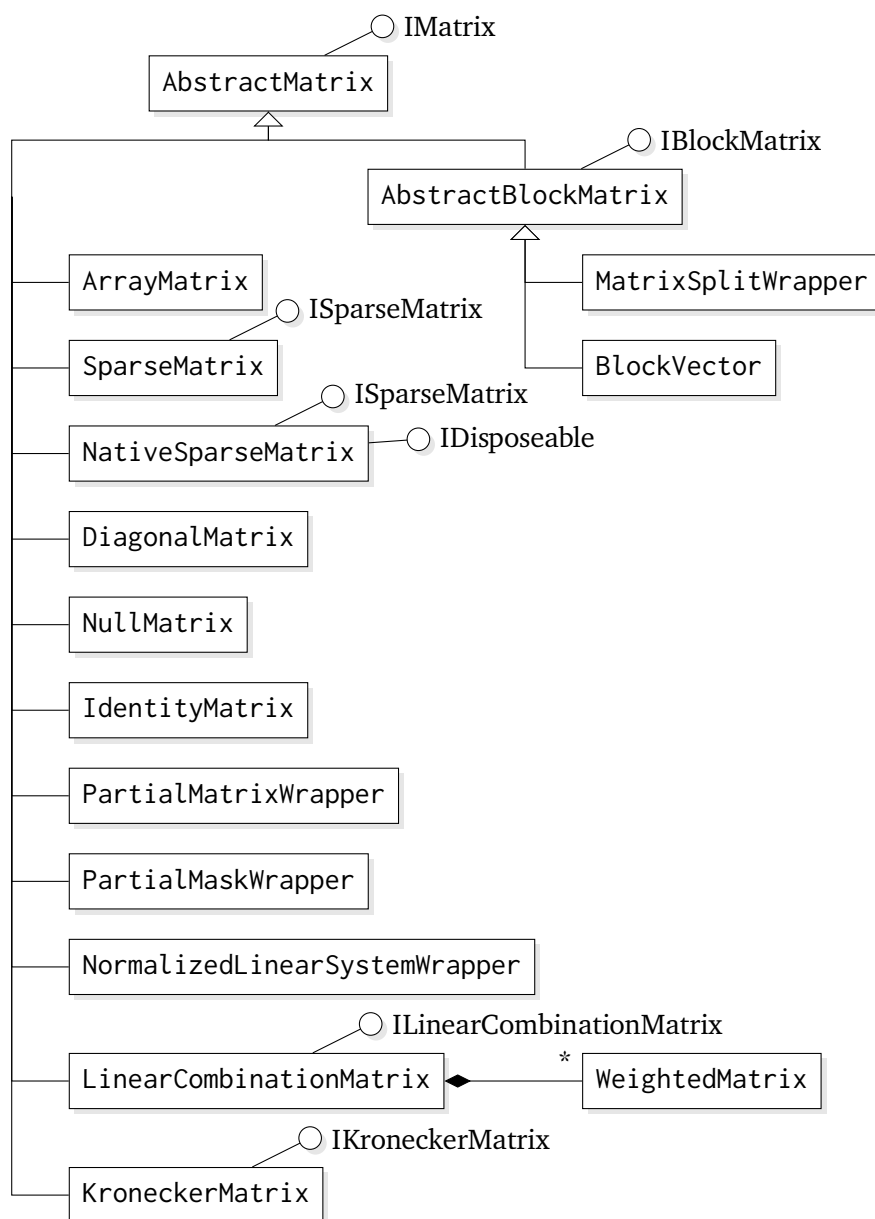 IMatrix
AbstractMatrix
IBlockMatrix
AbstractBlockMatrix
ArrayMatrix
MatrixSplitWrapper
ISparseMatrix
SparseMatrix
BlockVector
ISparseMatrix
NativeSparseMatrix
IDisposeable
DiagonalMatrix
NullMatrix
IdentityMatrix
PartialMatrixWrapper
PartialMaskWrapper
NormalizedLinearSystemWrapper
ILinearCombinationMatrix
LinearCombinationMatrix
*
WeightedMatrix
IKroneckerMatrix
KroneckerMatrix